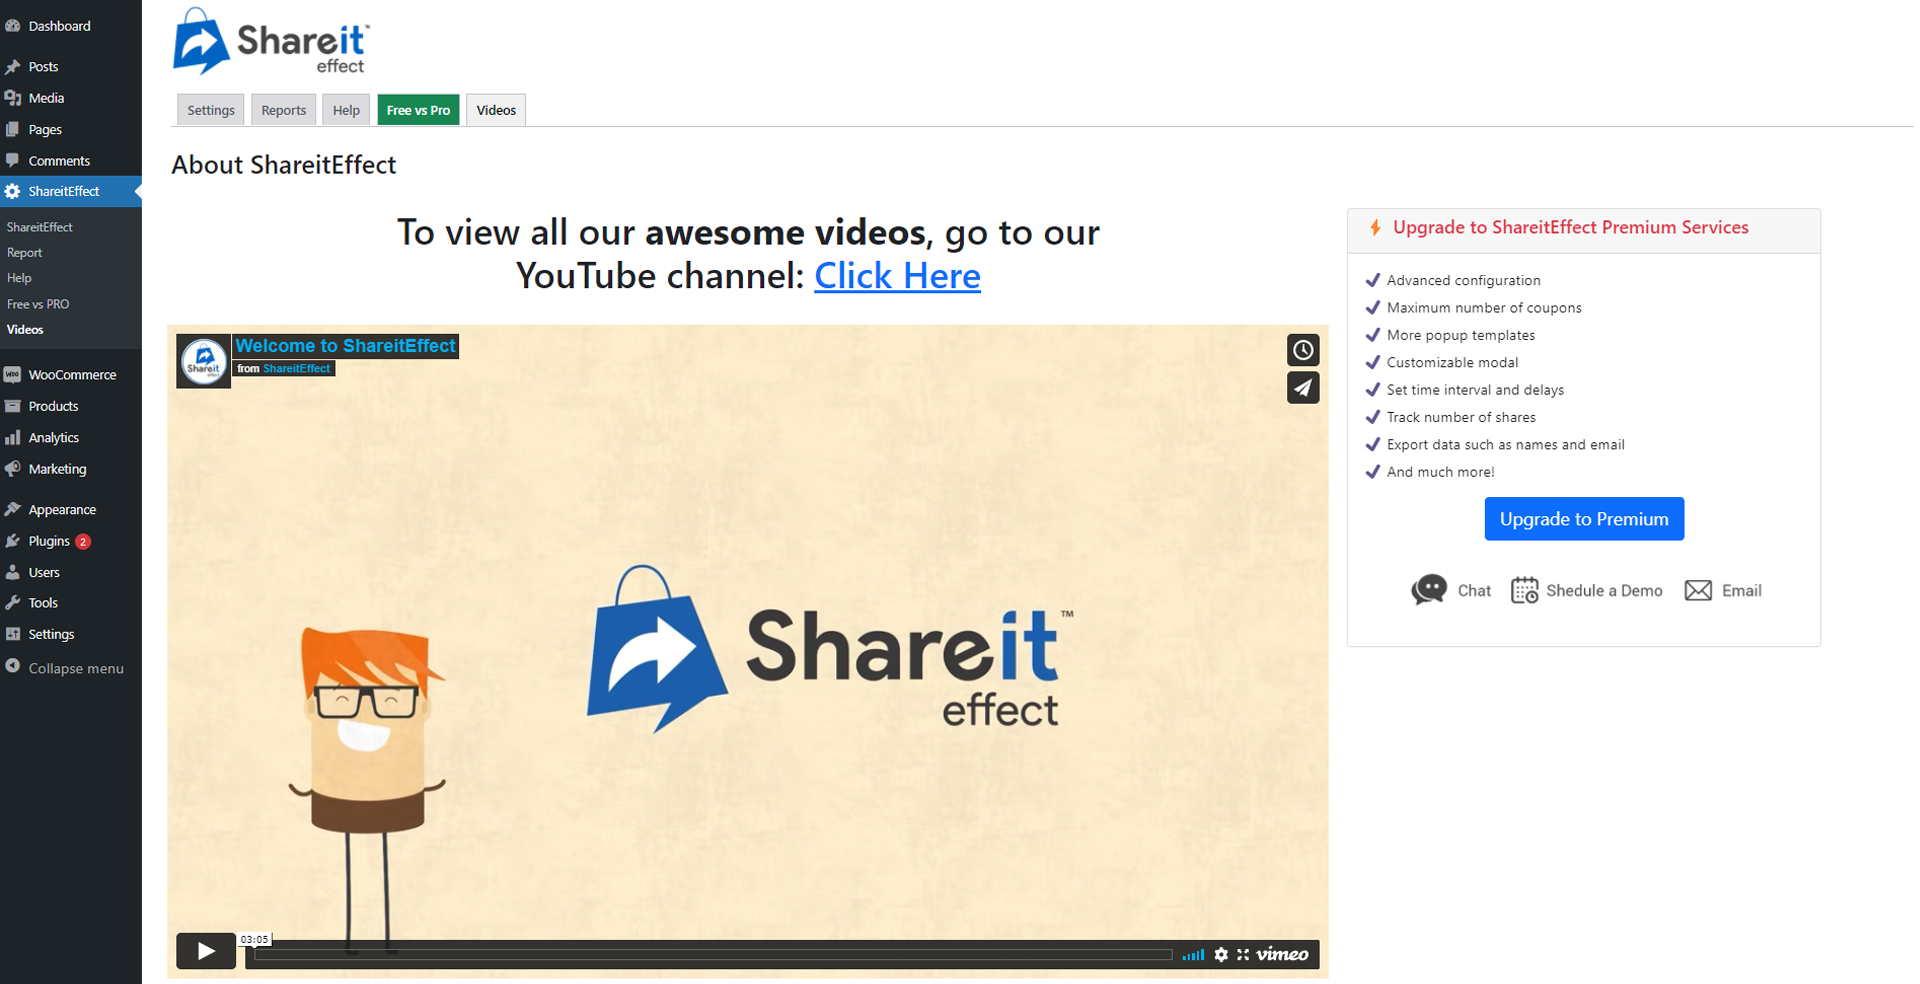 Dashboard
Posts
Media
Pages
Comments
ShareitEffect
ShareitEffect
Report
Help
Free vs PRO
Videos
WooCommerce
Products
Analytics
Marketing
Appearance
Plugins 2
Users
Tools
Settings
Collapse menu
Shareit™
effect
Settings
Reports
Help
Free vs Pro
Videos
About ShareitEffect
To view all our awesome videos, go to our
YouTube channel: Click Here
Shareit
effect
Welcome to ShareitEffect
from ShareitEffect
Shareit™
effect
03:05
vimeo
Upgrade to ShareitEffect Premium Services
Advanced configuration
Maximum number of coupons
More popup templates
Customizable modal
Set time interval and delays
Track number of shares
Export data such as names and email
And much more!
Upgrade to Premium
Chat
Shedule a Demo
Email